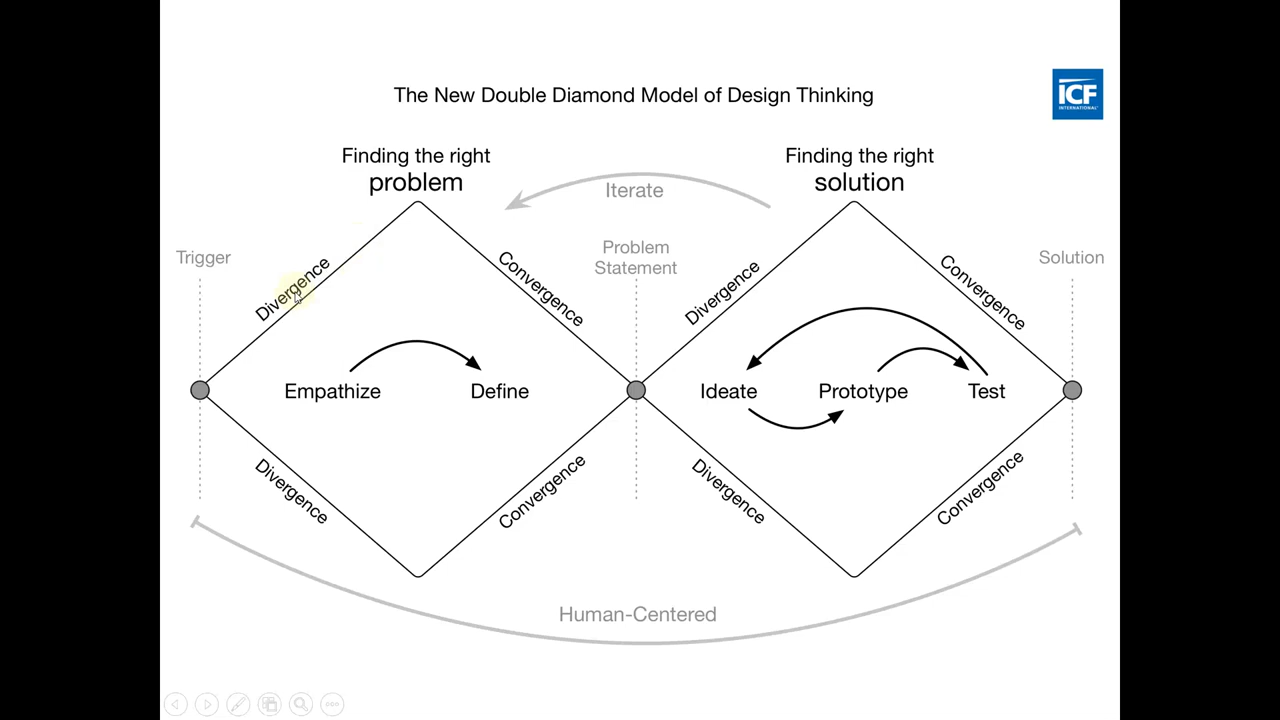 The New Double Diamond Model of Design Thinking
ICF
INTERNATIONAL
Finding the right
problem
Finding the right
solution
Iterate
Trigger
Problem
Statement
Solution
Divergence
Convergence
Divergence
Convergence
Empathize
Define
Ideate
Prototype
Test
Divergence
Convergence
Divergence
Convergence
Human-Centered